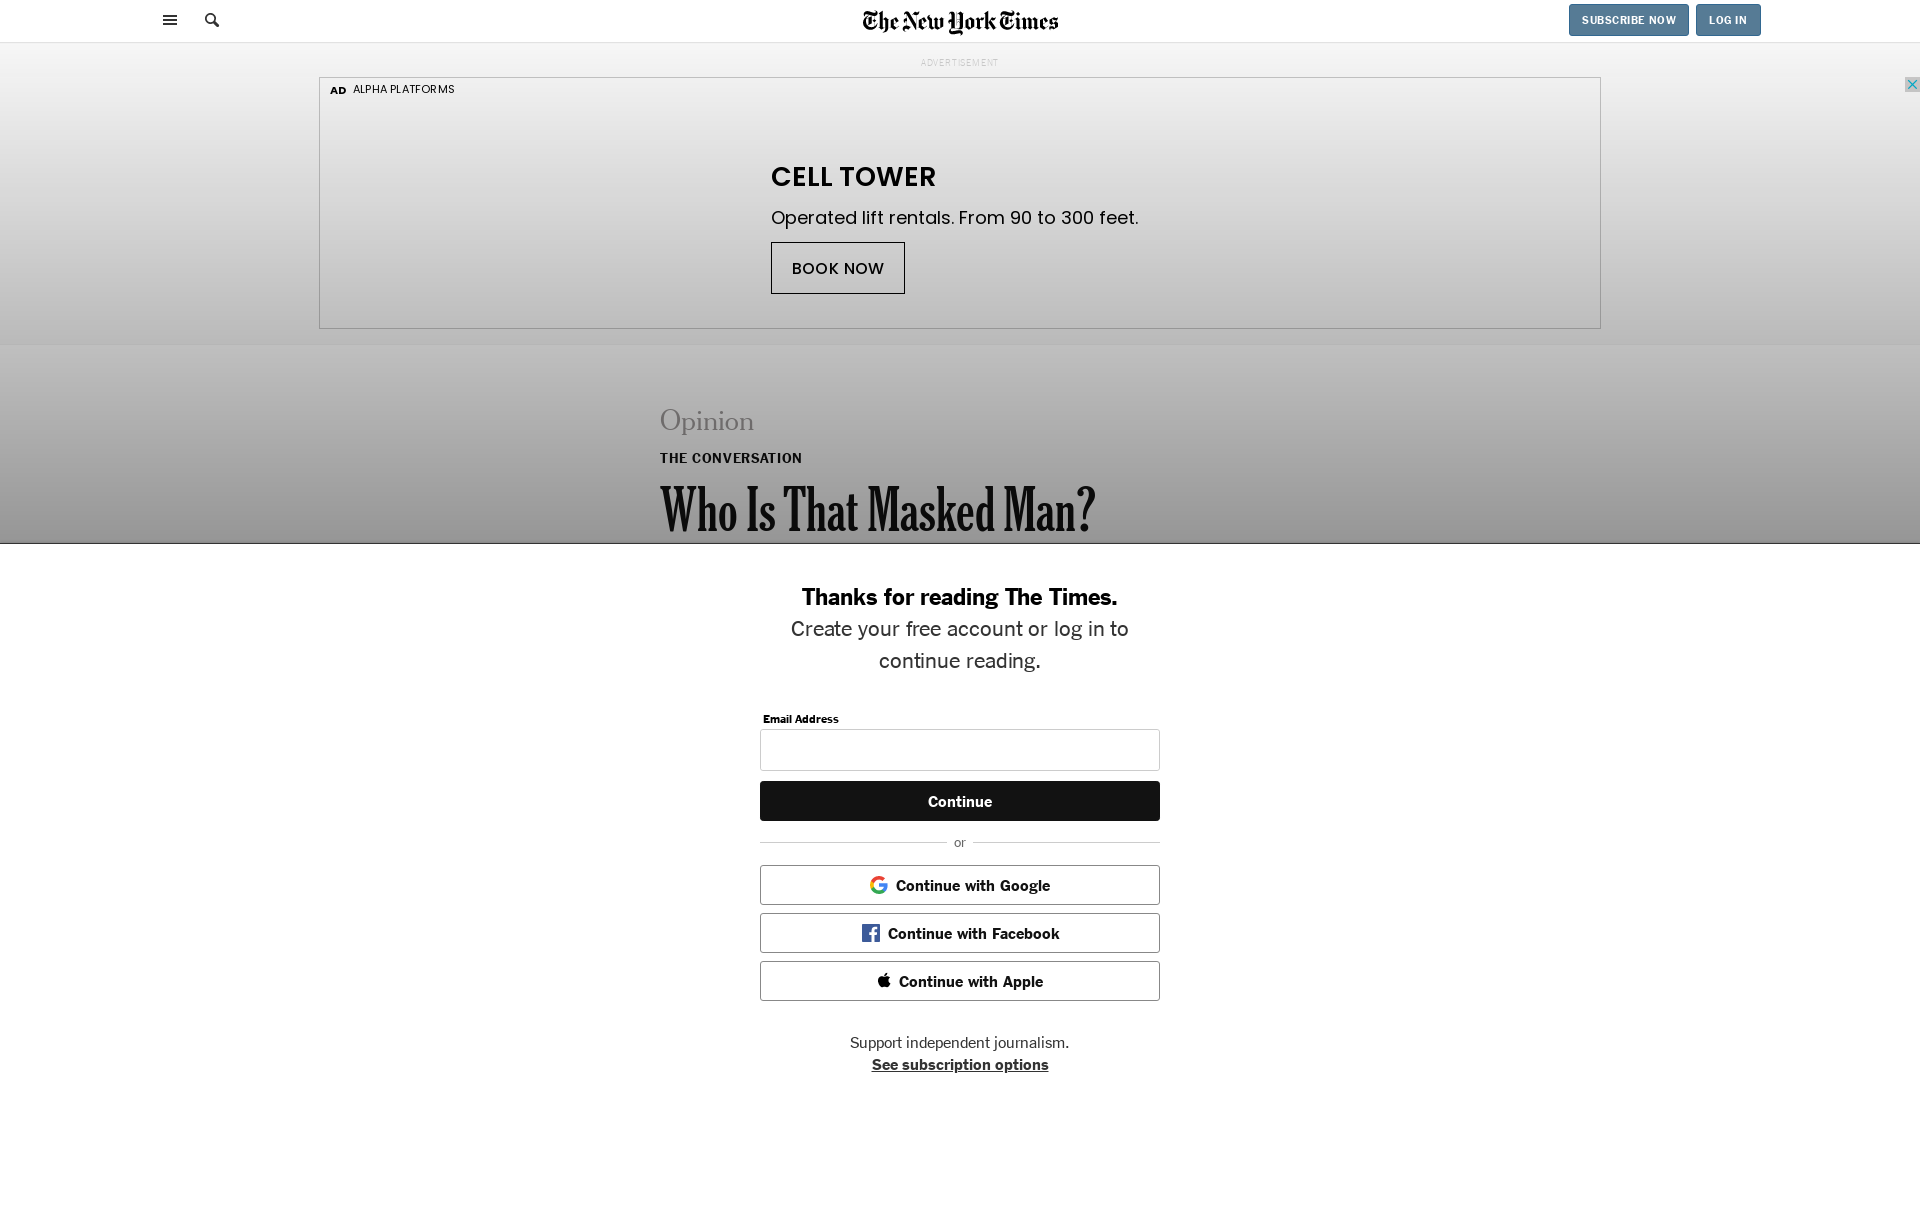 The New York Times
SUBSCRIBE NOW
LOG IN
ADVERTISEMENT
AD ALPHA PLATFORMS
CELL TOWER
Operated lift rentals. From 90 to 300 feet.
BOOK NOW
Opinion
THE CONVERSATION
Who Is That Masked Man?
Thanks for reading The Times.
Create your free account or log in to
continue reading.
Email Address
Continue
or
Continue with Google
Continue with Facebook
Continue with Apple
Support independent journalism.
See subscription options